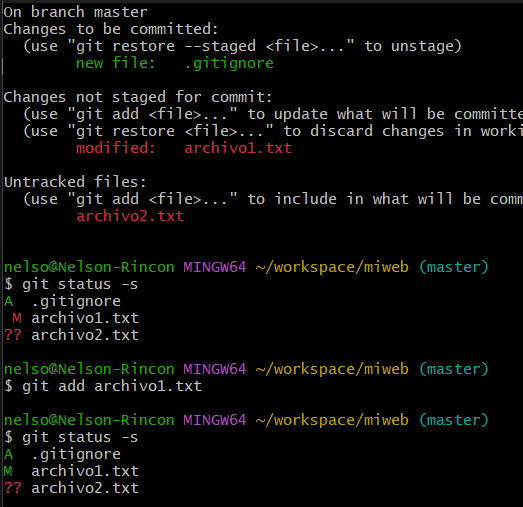 On branch master
Changes to be committed:
  (use "git restore --staged <file>..." to unstage)
        new file:   .gitignore

Changes not staged for commit:
  (use "git add <file>..." to update what will be committe
  (use "git restore <file>..." to discard changes in worki
        modified:   archivo1.txt

Untracked files:
  (use "git add <file>..." to include in what will be comm
        archivo2.txt

nelso@Nelson-Rincon MINGW64 ~/workspace/miweb (master)
$ git status -s
A  .gitignore
 M archivo1.txt
?? archivo2.txt

nelso@Nelson-Rincon MINGW64 ~/workspace/miweb (master)
$ git add archivo1.txt

nelso@Nelson-Rincon MINGW64 ~/workspace/miweb (master)
$ git status -s
A  .gitignore
M  archivo1.txt
?? archivo2.txt